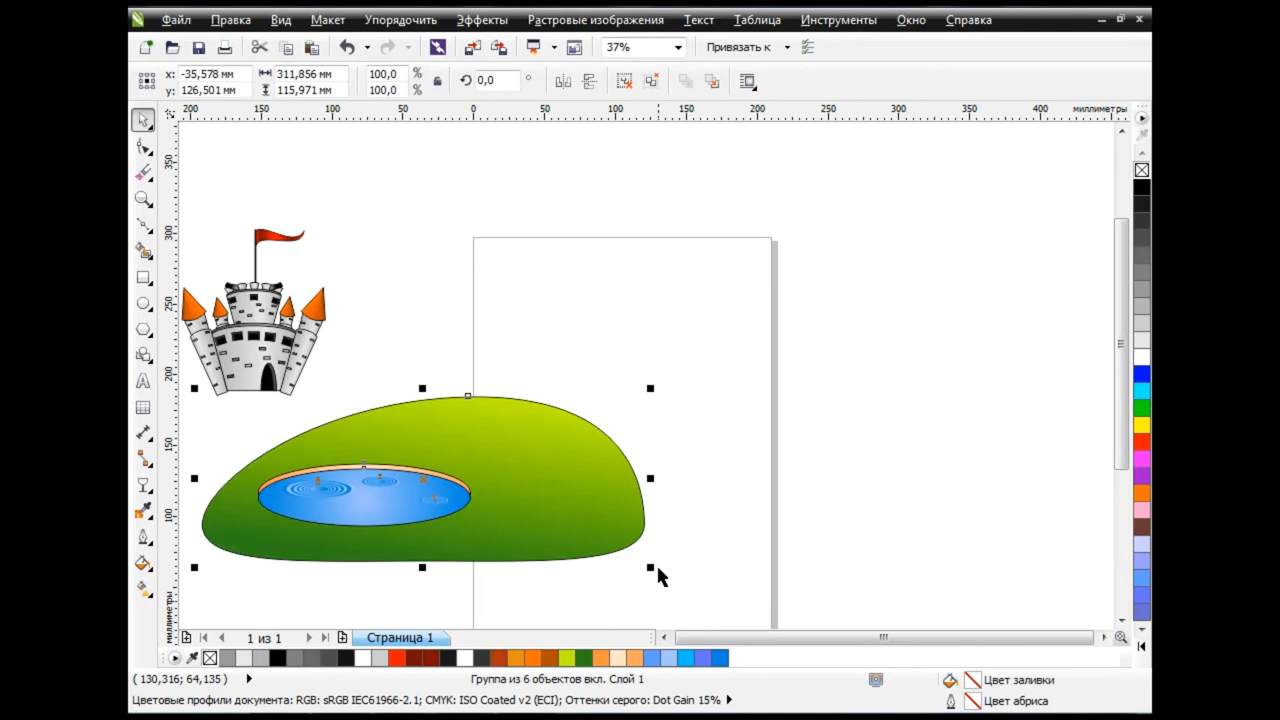 Файл Правка Вид Макет Упорядочить Эффекты Растровые изображения Текст Таблица Инструменты Окно Справка
37% Привязать к
x: -35,578 мм 311,856 мм 100,0 % 0,0 °
y: 126,501 мм 115,971 мм 100,0 %
200 150 100 50 0 50 100 150 200 250 300 350 400 миллиметры
350
300
250
200
150
100
миллиметры
1 из 1 Страница 1
( 130,316; 64,135 ) Группа из 6 объектов вкл. Слой 1 Цвет заливки
Цветовые профили документа: RGB: sRGB IEC61966-2.1; CMYK: ISO Coated v2 (ECI); Оттенки серого: Dot Gain 15% Цвет абриса